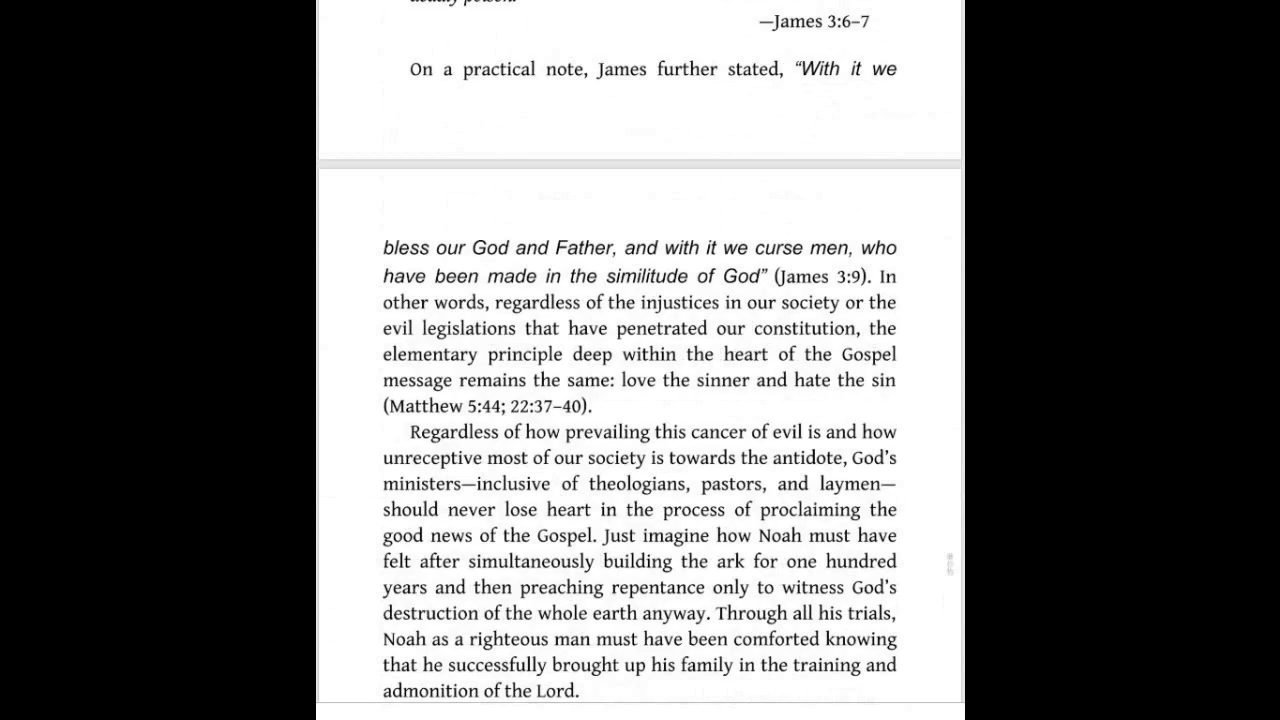 deadly poison.
—James 3:6–7
On a practical note, James further stated, “With it we
bless our God and Father, and with it we curse men, who
have been made in the similitude of God” (James 3:9). In
other words, regardless of the injustices in our society or the
evil legislations that have penetrated our constitution, the
elementary principle deep within the heart of the Gospel
message remains the same: love the sinner and hate the sin
(Matthew 5:44; 22:37–40).
Regardless of how prevailing this cancer of evil is and how
unreceptive most of our society is towards the antidote, God’s
ministers—inclusive of theologians, pastors, and laymen—
should never lose heart in the process of proclaiming the
good news of the Gospel. Just imagine how Noah must have
felt after simultaneously building the ark for one hundred
years and then preaching repentance only to witness God’s
destruction of the whole earth anyway. Through all his trials,
Noah as a righteous man must have been comforted knowing
that he successfully brought up his family in the training and
admonition of the Lord.